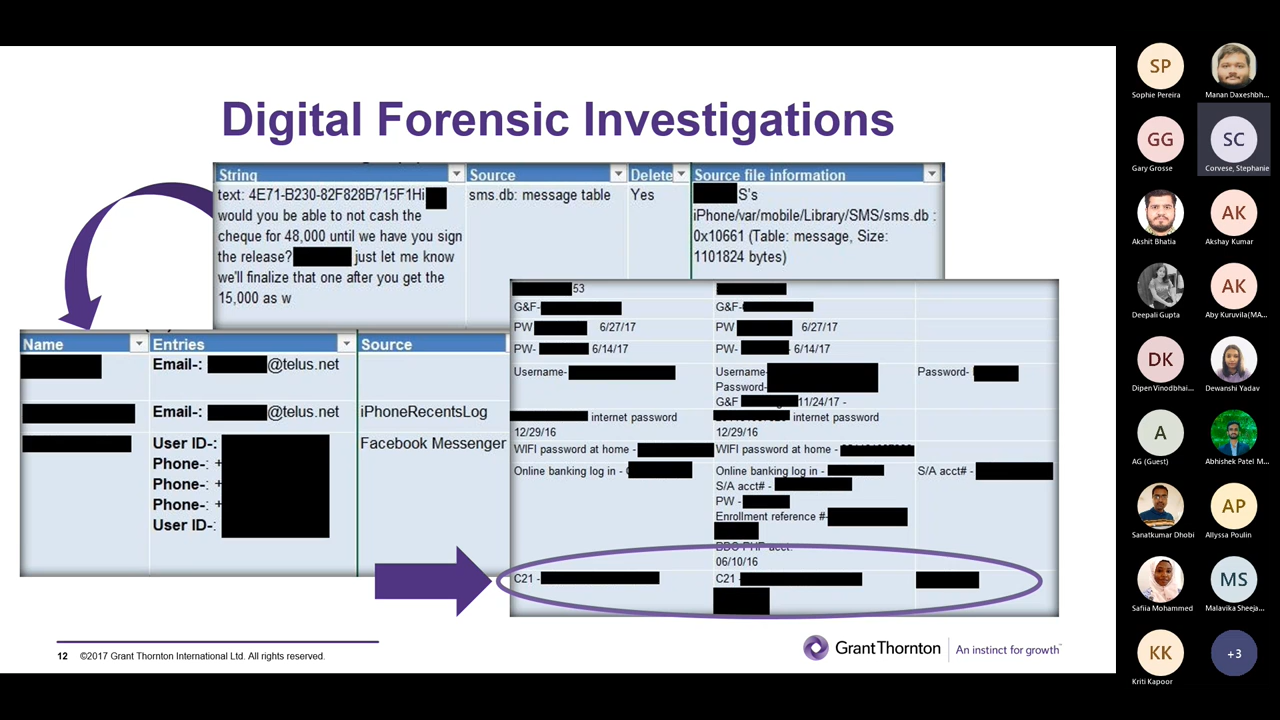 Digital Forensic Investigations
String
Source
Delete
Source file information
text: 4E71-B230-82F828B715F1Hi
would you be able to not cash the
cheque for 48,000 until we have you sign
the release?
just let me know
we'll finalize that one after you get the
15,000 as w
sms.db: message table
Yes
S's
iPhone/var/mobile/Library/SMS/sms.db :
0x10661 (Table: message, Size:
1101824 bytes)
Name
Entries
Source
Email-: @telus.net
Email-: @telus.net
iPhoneRecentsLog
User ID-:
Facebook Messenger
Phone-: +
Phone-: +
Phone-: +
User ID-:
53
G&F-
G&F-
PW 6/27/17
PW 6/27/17
PW- 6/14/17
PW- 6/14/17
Username-
Username-
Password-
Password-
G&F 11/24/17 -
internet password
internet password
12/29/16
12/29/16
WIFI password at home -
WIFI password at home -
Online banking log in -
Online banking log in -
S/A acct# -
S/A acct# -
PW -
Enrollment reference #-
06/10/16
C21 -
C21 -
12 ©2017 Grant Thornton International Ltd. All rights reserved.
Grant Thornton
An instinct for growth™
SP
Sophie Pereira
Manan Daxeshbh...
GG
Gary Grosse
SC
Corvese, Stephanie
Akshit Bhatia
AK
Akshay Kumar
Deepali Gupta
AK
Aby Kuruvila(MA...
DK
Dipen Vinodbhai...
Dewanshi Yadav
A
AG (Guest)
Abhishek Patel M...
Sanatkumar Dhobi
AP
Allyssa Poulin
Safiia Mohammed
MS
Malavika Sheeja...
KK
Kriti Kapoor
+3